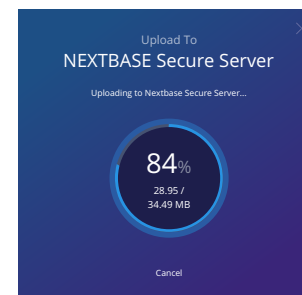 Upload To
NEXTBASE Secure Server
Uploading to Nextbase Secure Server...
84%
28.95 /
34.49 MB
Cancel